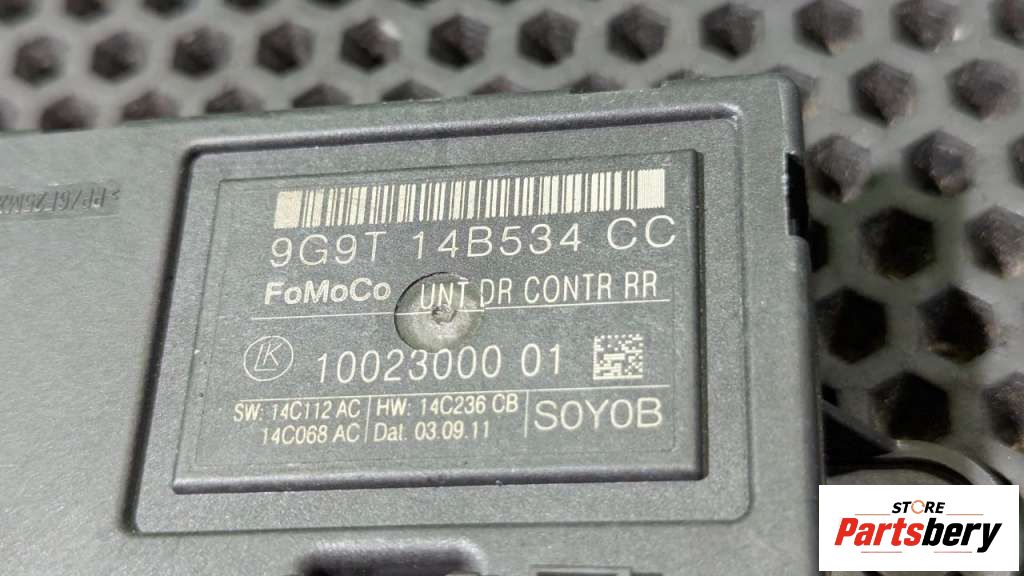 9G9T 14B534 CC
FoMoCo UNT DR CONTR RR
LK 10023000 01
SW: 14C112 AC HW: 14C236 CB S0Y0B
14C068 AC Dat. 03.09.11
STORE
Partsbery